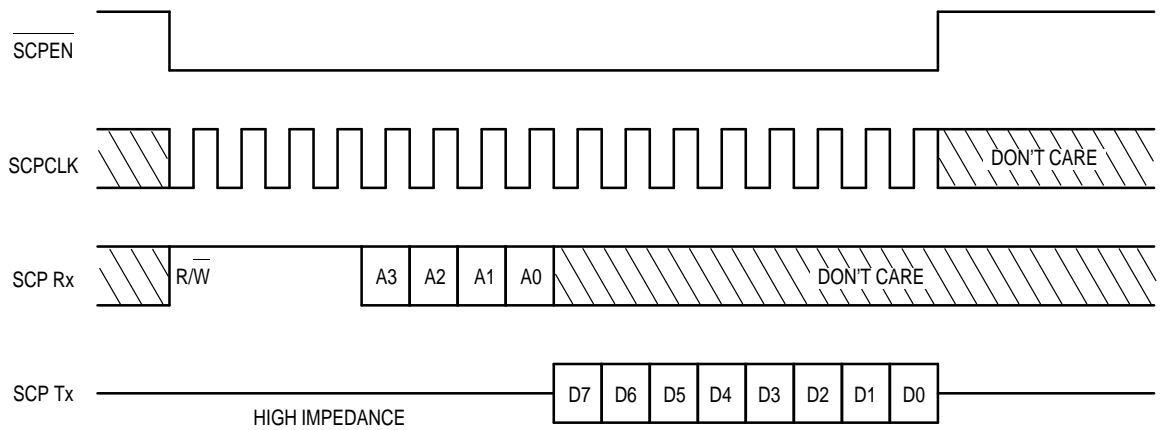 SCPEN
SCPCLK
DON'T CARE
SCP Rx
R/W
A3 A2 A1 A0
DON'T CARE
SCP Tx
D7 D6 D5 D4 D3 D2 D1 D0
HIGH IMPEDANCE